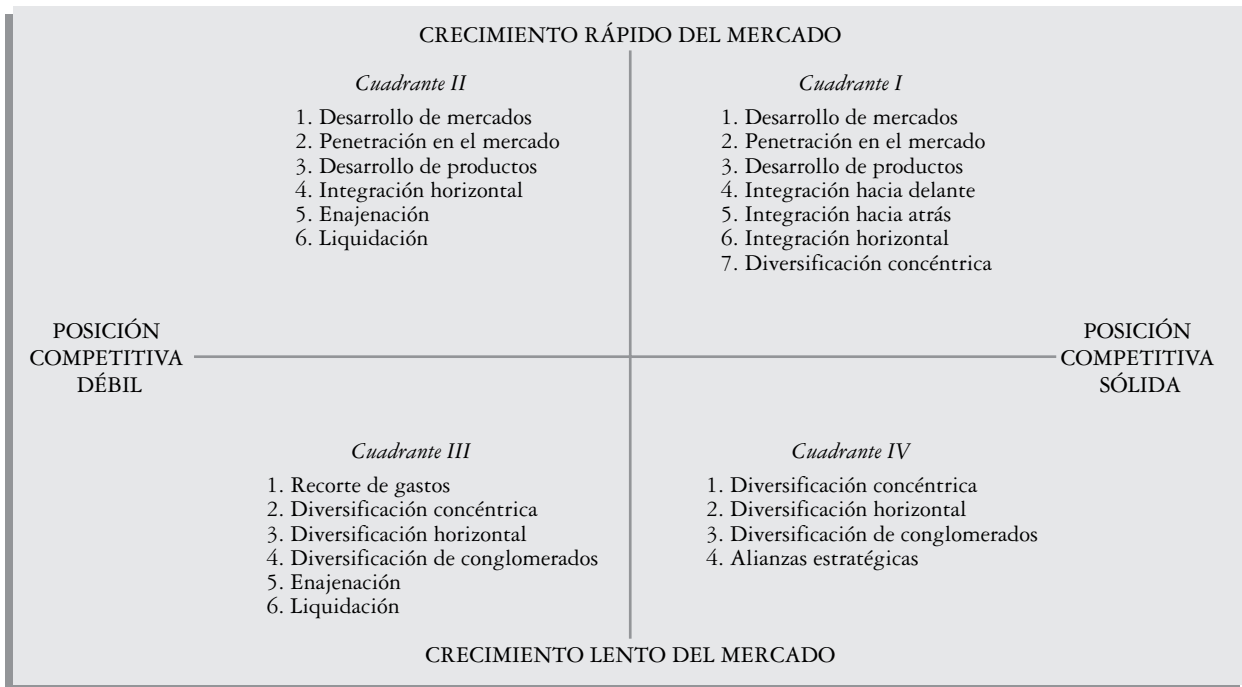 CRECIMIENTO RÁPIDO DEL MERCADO
Cuadrante II
1. Desarrollo de mercados
2. Penetración en el mercado
3. Desarrollo de productos
4. Integración horizontal
5. Enajenación
6. Liquidación
Cuadrante I
1. Desarrollo de mercados
2. Penetración en el mercado
3. Desarrollo de productos
4. Integración hacia delante
5. Integración hacia atrás
6. Integración horizontal
7. Diversificación concéntrica
POSICIÓN
COMPETITIVA
DÉBIL
POSICIÓN
COMPETITIVA
SÓLIDA
Cuadrante III
1. Recorte de gastos
2. Diversificación concéntrica
3. Diversificación horizontal
4. Diversificación de conglomerados
5. Enajenación
6. Liquidación
Cuadrante IV
1. Diversificación concéntrica
2. Diversificación horizontal
3. Diversificación de conglomerados
4. Alianzas estratégicas
CRECIMIENTO LENTO DEL MERCADO